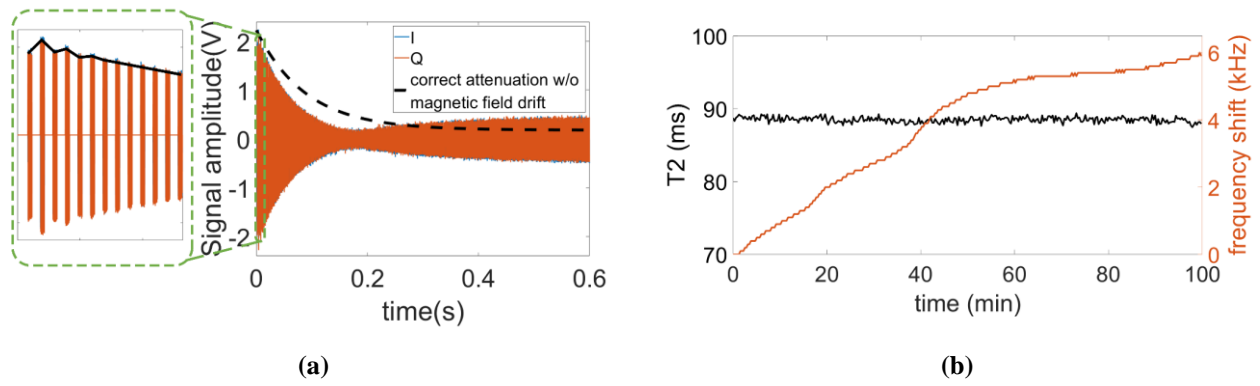 Signal amplitude(V)
2
1
0
-1
-2
I
Q
correct attenuation w/o
magnetic field drift
0 0.2 0.4 0.6
time(s)
(a)
T2 (ms)
100
90
80
70
0 20 40 60 80 100
time (min)
6
4
2
0
frequency shift (kHz)
(b)